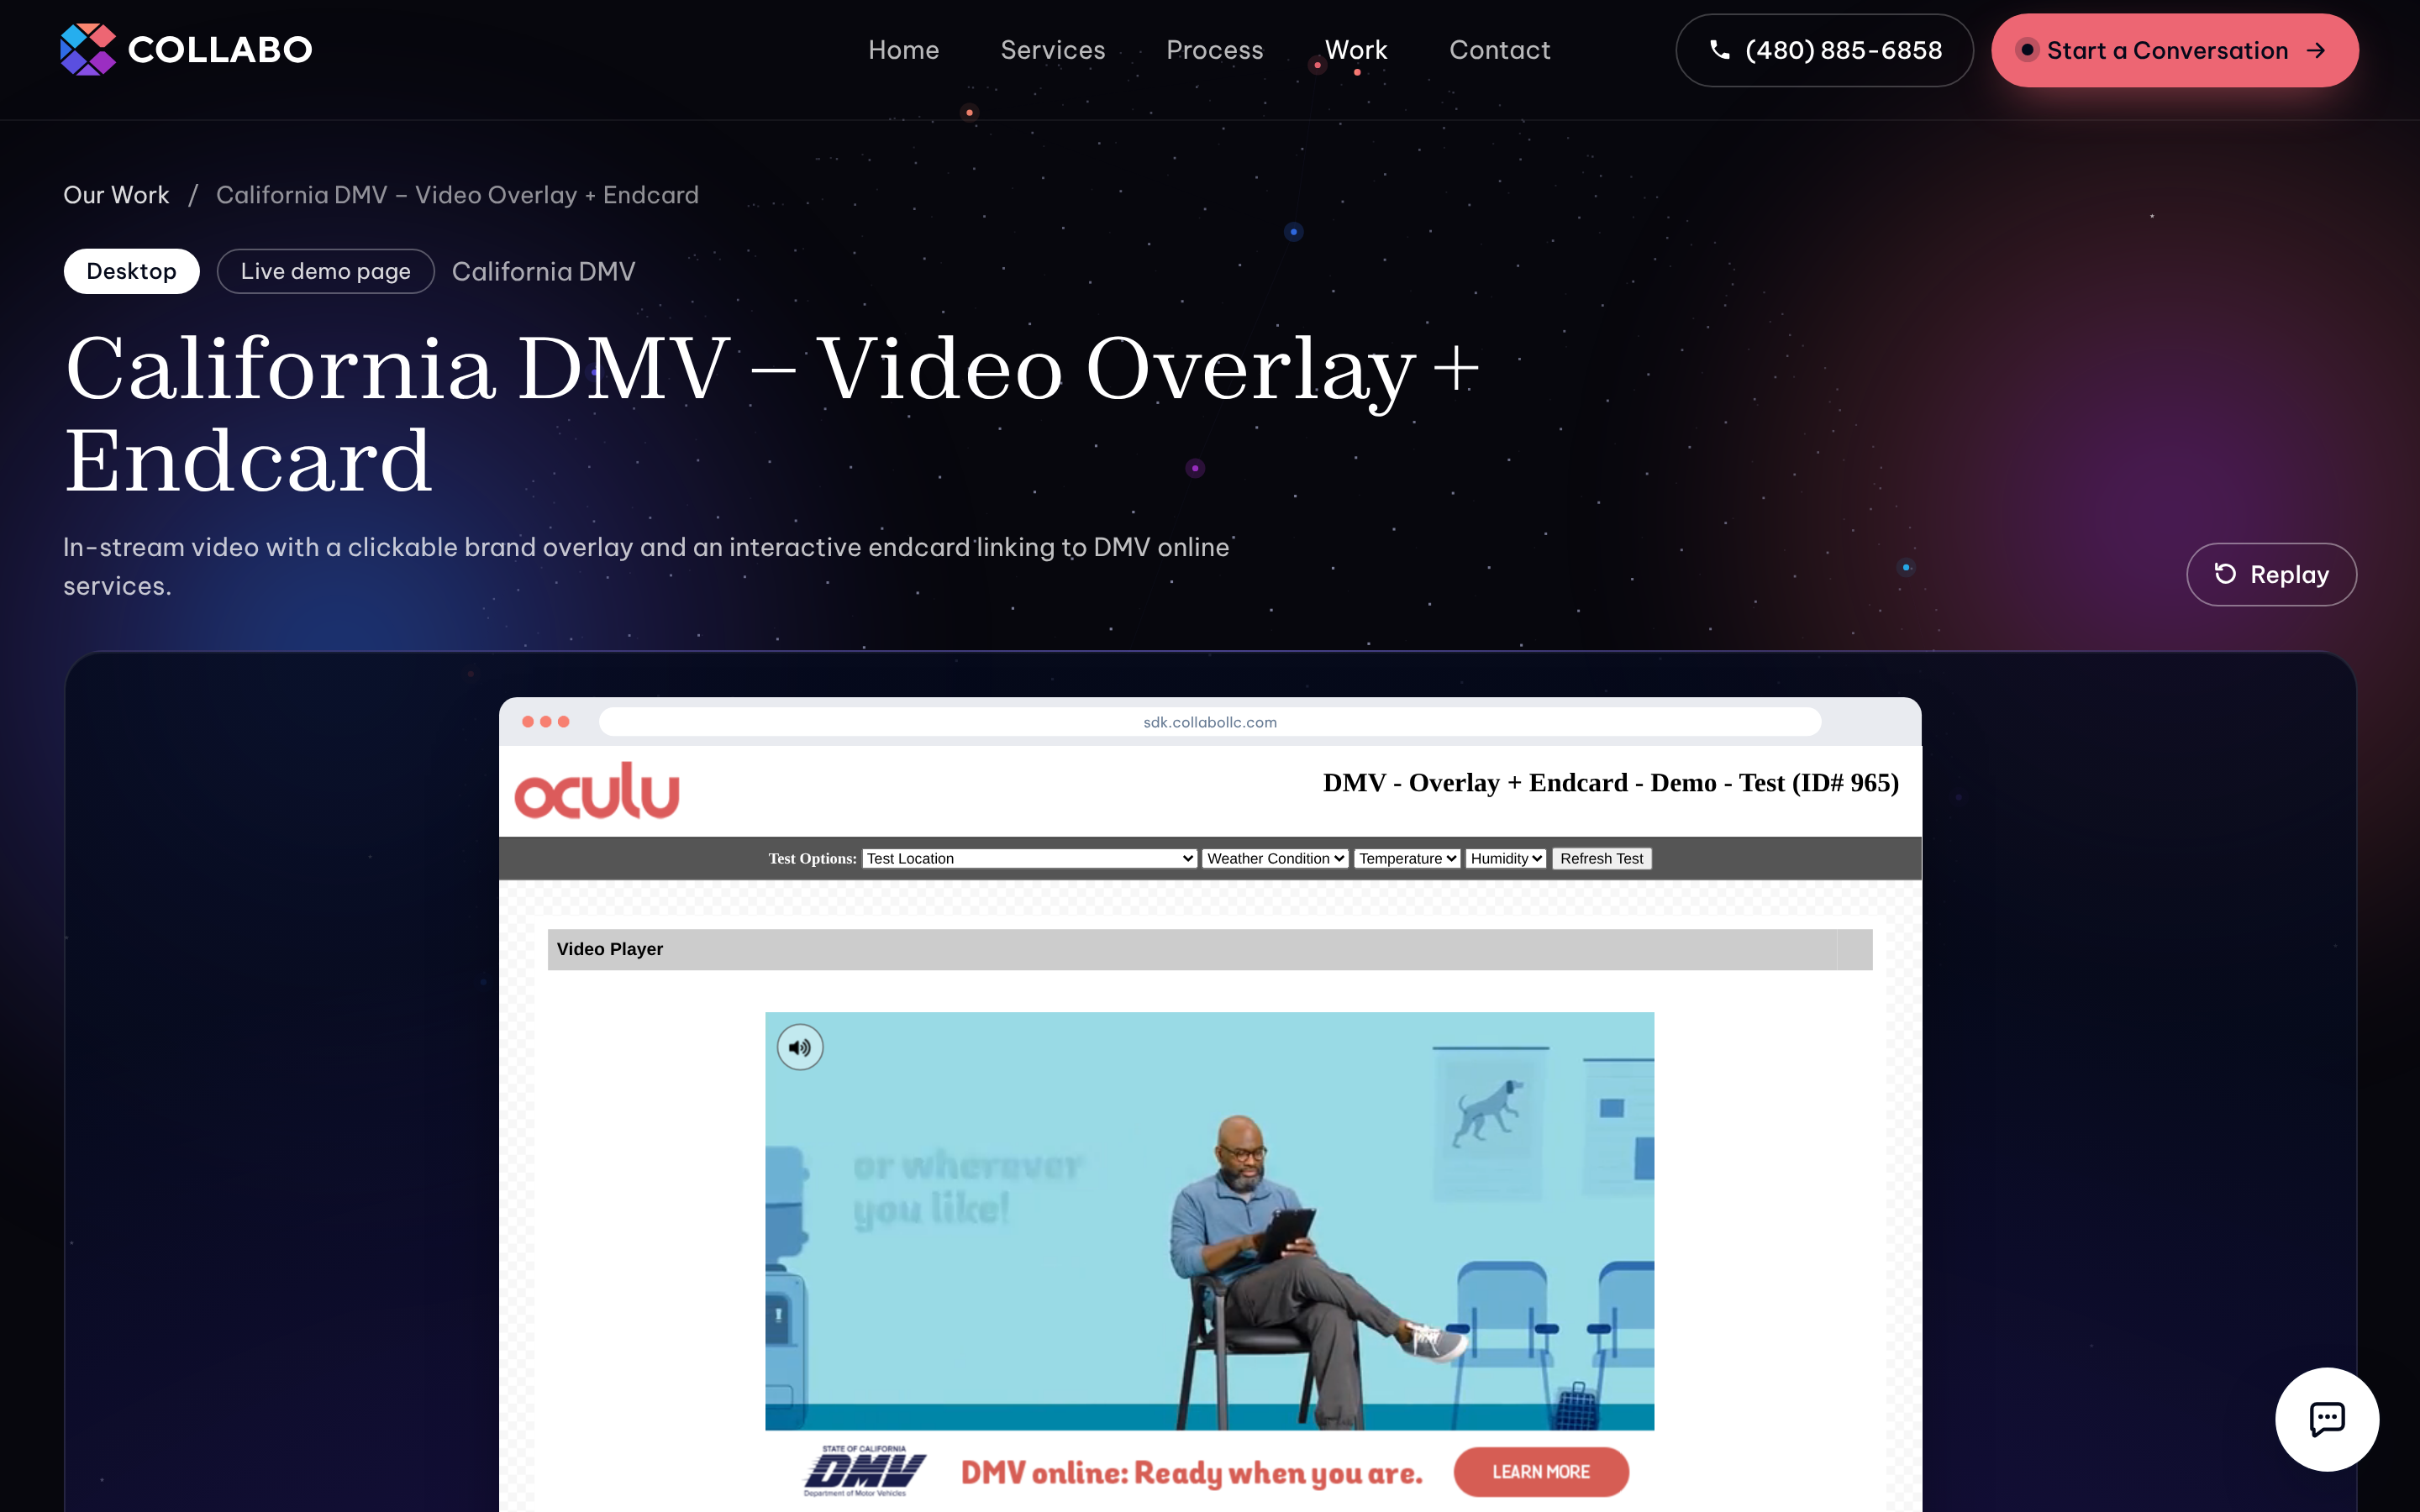 COLLABO
Home
Services
Process
Work
Contact
(480) 885-6858
Start a Conversation
Our Work / California DMV – Video Overlay + Endcard
Desktop
Live demo page
California DMV
California DMV – Video Overlay +
Endcard
In-stream video with a clickable brand overlay and an interactive endcard linking to DMV online
services.
Replay
sdk.collabollc.com
oculu
DMV - Overlay + Endcard - Demo - Test (ID# 965)
Test Options: Test Location Weather Condition Temperature Humidity Refresh Test
Video Player
or wherever
you like!
STATE OF CALIFORNIA
DMV
Department of Motor Vehicles
DMV online: Ready when you are.
LEARN MORE